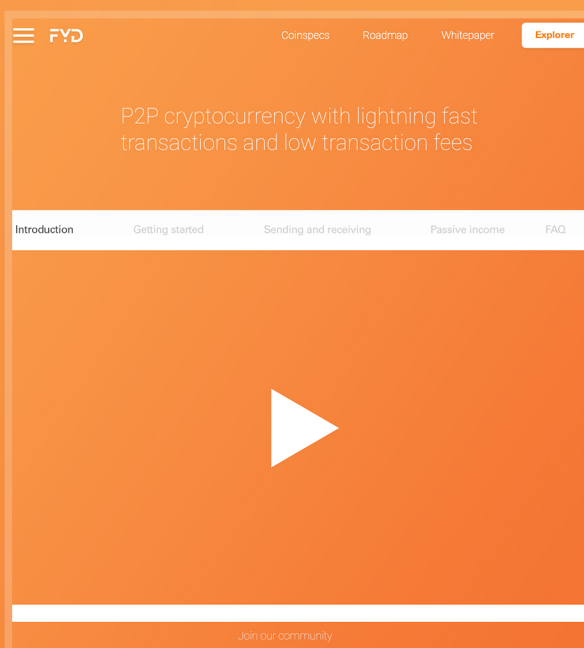 FYD
Coinspecs
Roadmap
Whitepaper
Explorer
P2P cryptocurrency with lightning fast
transactions and low transaction fees
Introduction
Getting started
Sending and receiving
Passive income
FAQ
Join our community